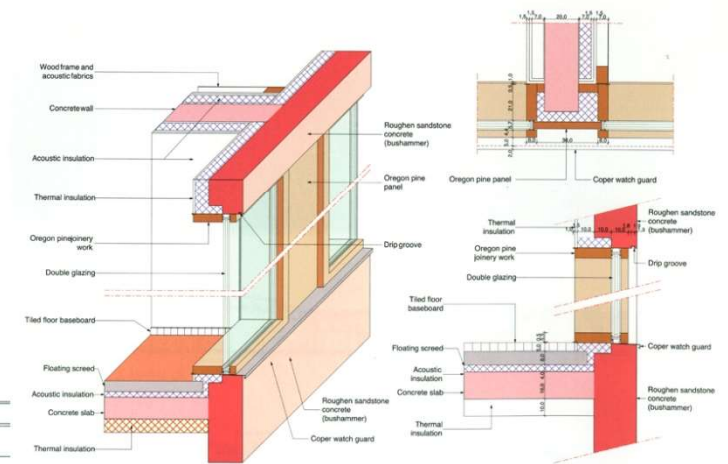 Wood frame and
acoustic fabrics
Concrete wall
Acoustic insulation
Thermal insulation
Oregon pinejoinery
work
Double glazing
Tiled floor baseboard
Floating screed
Acoustic insulation
Concrete slab
Thermal insulation
Roughen sandstone
concrete
(bushammer)
Oregon pine
panel
Drip groove
Roughen sandstone
concrete
(bushammer)
Coper watch guard
20,0
Oregon pine panel
Coper watch guard
Thermal
insulation
Oregon pine
joinery work
Double glazing
Tiled floor
baseboard
Floating screed
Acoustic
insulation
Concrete slab
Thermal
insulation
Roughen sandstone
concrete
(bushammer)
Drip groove
Coper watch guard
Roughen sandstone
concrete
(bushammer)